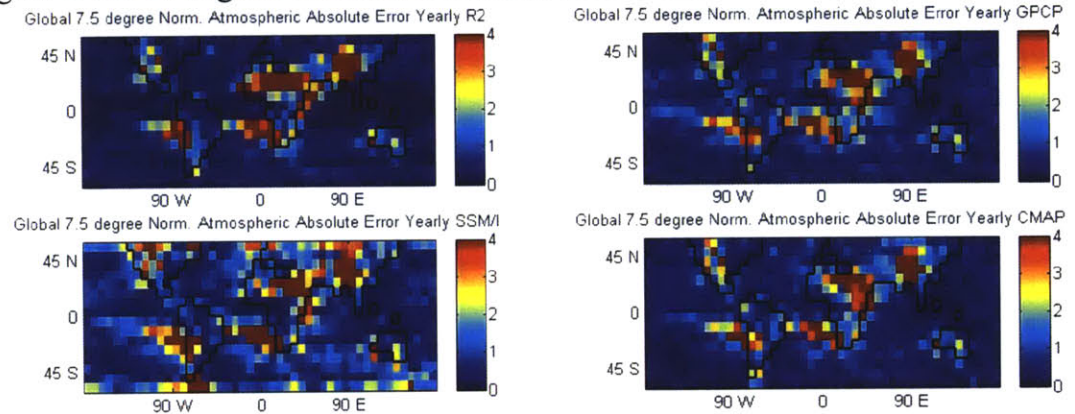 Global 7.5 degree Norm. Atmospheric Absolute Error Yearly R2
45 N
0
45 S
90 W 0 90 E
4
3
2
1
0
Global 7.5 degree Norm. Atmospheric Absolute Error Yearly GPCP
45 N
0
45 S
90 W 0 90 E
4
3
2
1
0
Global 7.5 degree Norm. Atmospheric Absolute Error Yearly SSM/I
45 N
0
45 S
90 W 0 90 E
4
3
2
1
0
Global 7.5 degree Norm. Atmospheric Absolute Error Yearly CMAP
45 N
0
45 S
90 W 0 90 E
4
3
2
1
0